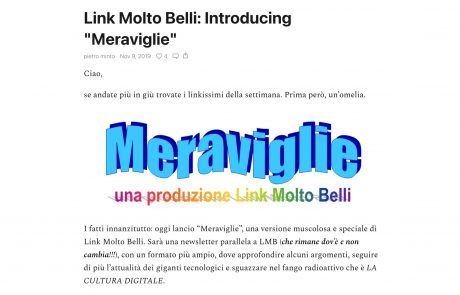 Link Molto Belli: Introducing
"Meraviglie"
pietro minto Nov 9, 2019 4
Ciao,
se andate più in giù trovate i linkissimi della settimana. Prima però, un'omelia.
Meraviglie
una produzione Link Molto Belli
I fatti innanzitutto: oggi lancio “Meraviglie”, una versione muscolosa e speciale di
Link Molto Belli. Sarà una newsletter parallela a LMB (che rimane dov'è e non
cambia!!!), con un formato più ampio, dove approfondire alcuni argomenti, seguire
di più l'attualità dei giganti tecnologici e sguazzare nel fango radioattivo che è LA
CULTURA DIGITALE.